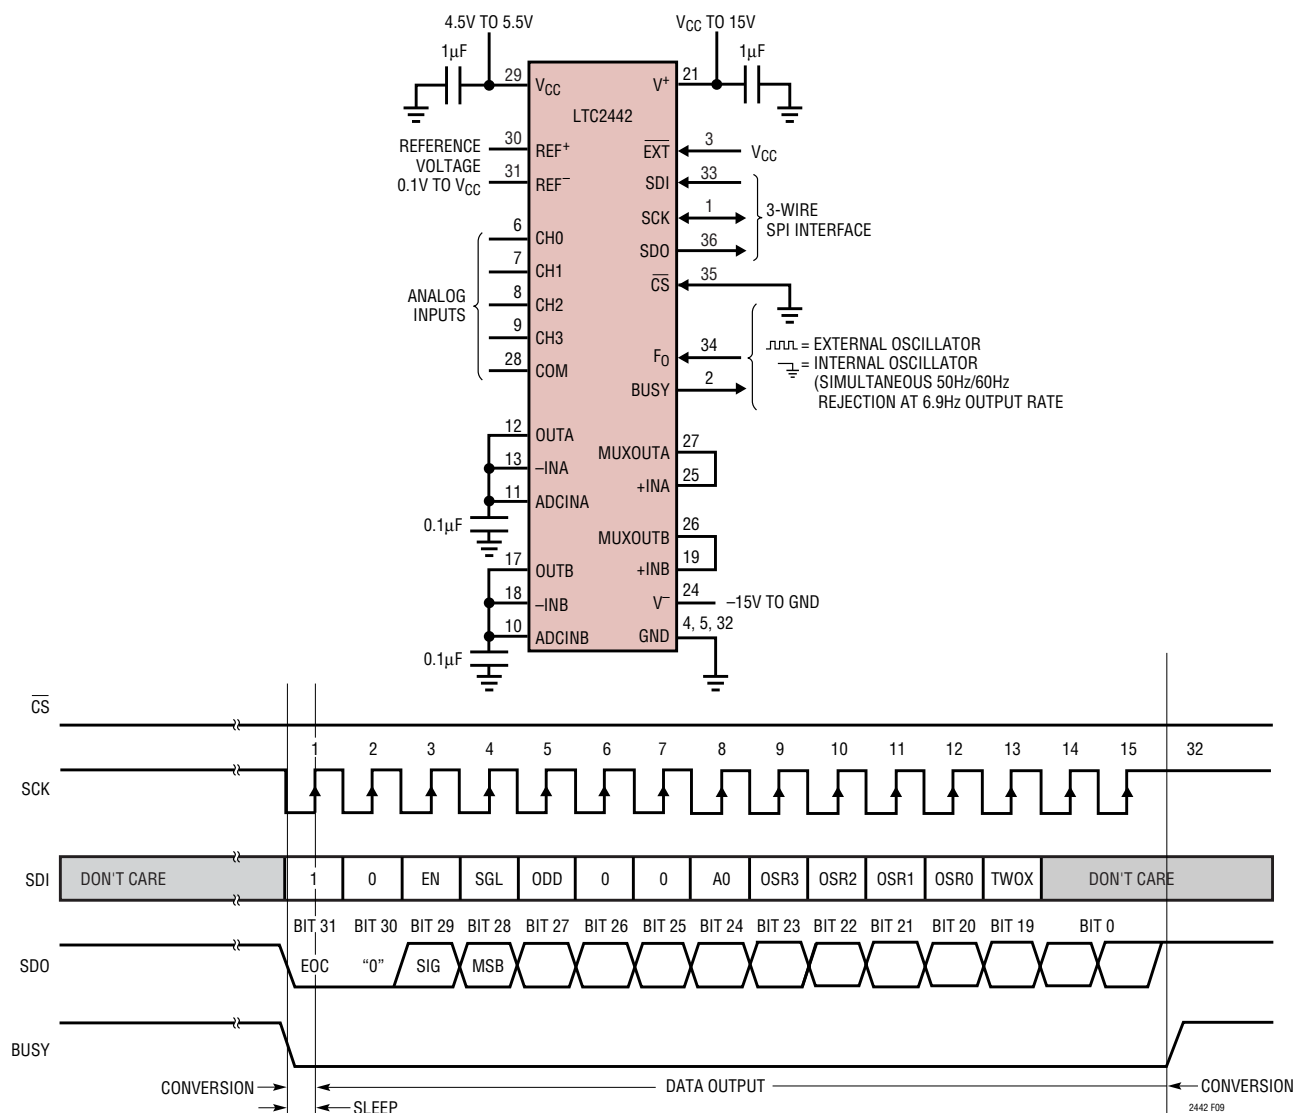 4.5V TO 5.5V
VCC TO 15V
1µF
1µF
29
VCC
V+
21
LTC2442
REFERENCE
VOLTAGE
0.1V TO VCC
30
REF+
31
REF−
EXT
3
VCC
SDI
33
SCK
1
SDO
36
3-WIRE
SPI INTERFACE
CS
35
ANALOG
INPUTS
6
CH0
7
CH1
8
CH2
9
CH3
28
COM
FO
34
BUSY
2
= EXTERNAL OSCILLATOR
= INTERNAL OSCILLATOR
(SIMULTANEOUS 50Hz/60Hz
REJECTION AT 6.9Hz OUTPUT RATE
12
OUTA
13
–INA
11
ADCINA
0.1µF
MUXOUTA
27
+INA
25
MUXOUTB
26
+INB
19
17
OUTB
18
–INB
10
ADCINB
0.1µF
V−
24
–15V TO GND
GND
4, 5, 32
CS
SCK
1 2 3 4 5 6 7 8 9 10 11 12 13 14 15 32
SDI
DON'T CARE 1 0 EN SGL ODD 0 0 A0 OSR3 OSR2 OSR1 OSR0 TWOX DON'T CARE
BIT 31 BIT 30 BIT 29 BIT 28 BIT 27 BIT 26 BIT 25 BIT 24 BIT 23 BIT 22 BIT 21 BIT 20 BIT 19 BIT 0
SDO
EOC “0” SIG MSB
BUSY
CONVERSION
SLEEP
DATA OUTPUT
CONVERSION
2442 F09